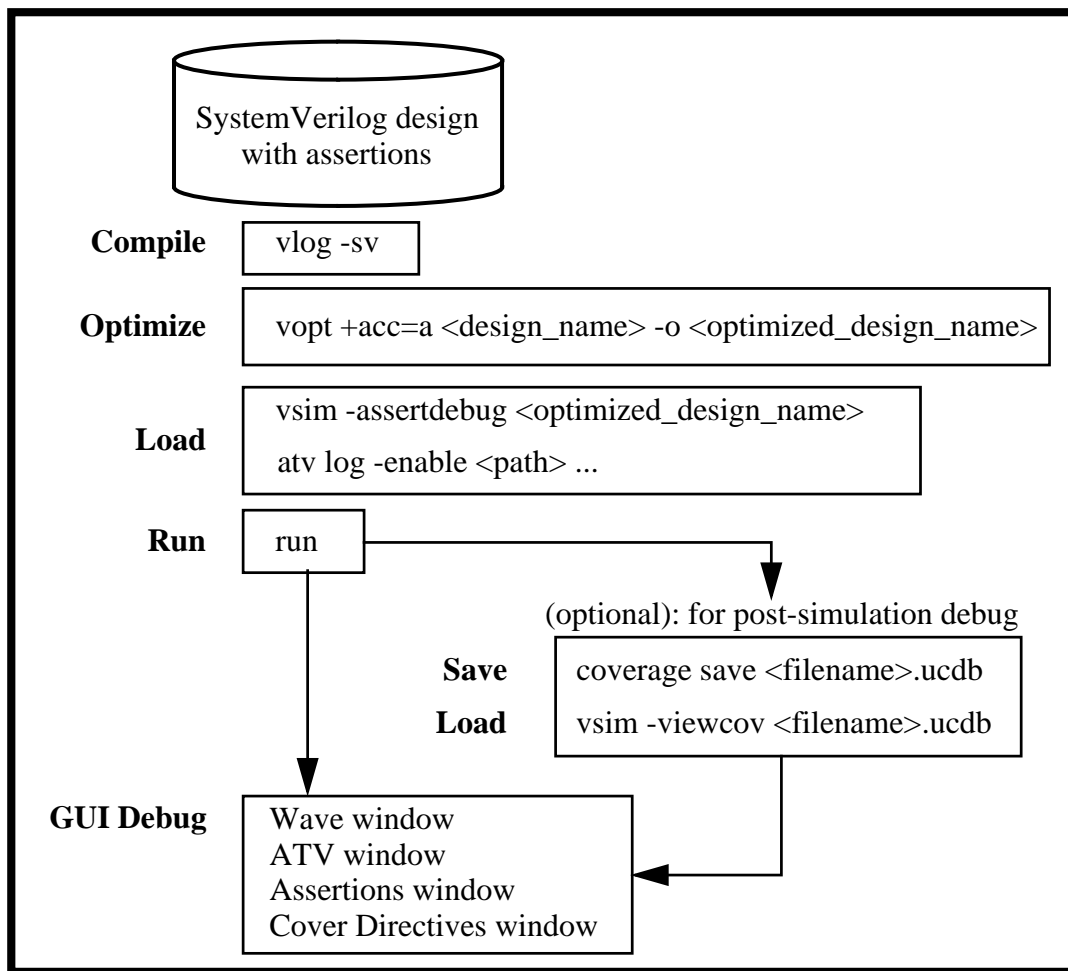 SystemVerilog design
with assertions
Compile
vlog -sv
Optimize
vopt +acc=a <design_name> -o <optimized_design_name>
Load
vsim -assertdebug <optimized_design_name>
atv log -enable <path> ...
Run
run
(optional): for post-simulation debug
Save
coverage save <filename>.ucdb
Load
vsim -viewcov <filename>.ucdb
GUI Debug
Wave window
ATV window
Assertions window
Cover Directives window